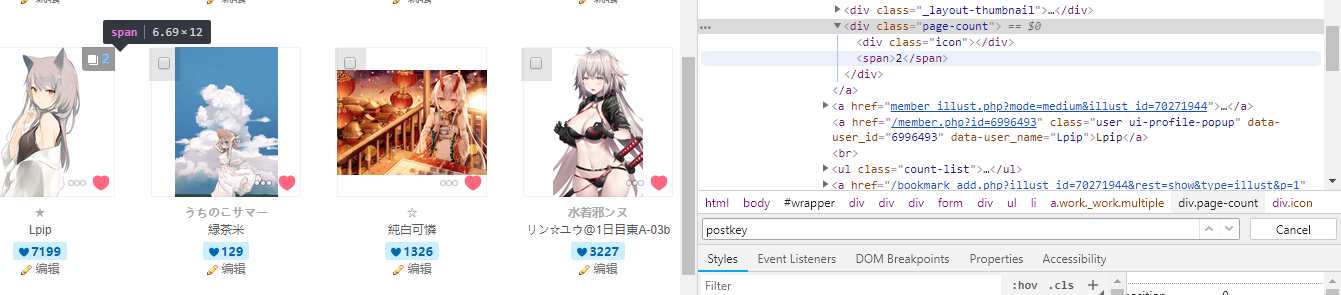 span | 6.69×12
2
★
Lpip
7199
编辑
うちのこサマー
緑茶米
129
编辑
☆
純白可憐
1326
编辑
水着邪ンヌ
リン☆ユウ@1日目東A-03b
3227
编辑
▶<div class="_layout-thumbnail">…</div>
… ▼<div class="page-count"> == $0
<div class="icon"></div>
<span>2</span>
</div>
</a>
▶<a href="member_illust.php?mode=medium&illust_id=70271944">…</a>
<a href="/member.php?id=6996493" class="user ui-profile-popup" data-
user_id="6996493" data-user_name="Lpip">Lpip</a>
<br>
▶<ul class="count-list">…</ul>
▶<a href="/bookmark_add.php?illust_id=70271944&rest=show&type=illust&p=1"
html body #wrapper div div div form div ul li a.work._work.multiple div.page-count div.icon
postkey
Cancel
Styles Event Listeners DOM Breakpoints Properties Accessibility
Filter :hov .cls +